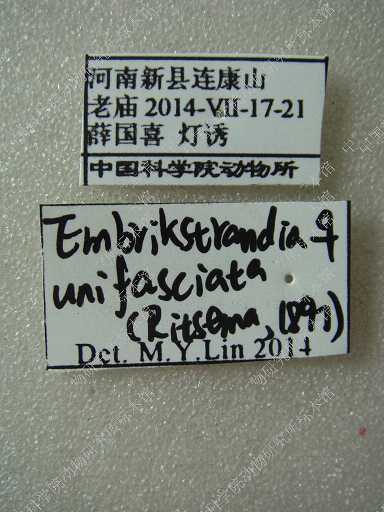 河南新县连康山
老庙 2014-VII-17-21
薛国喜 灯诱
中国科学院动物所
Embrikstrandia ♀
unifasciata
(Ritsema, 1897)
Det. M.Y.Lin 2014